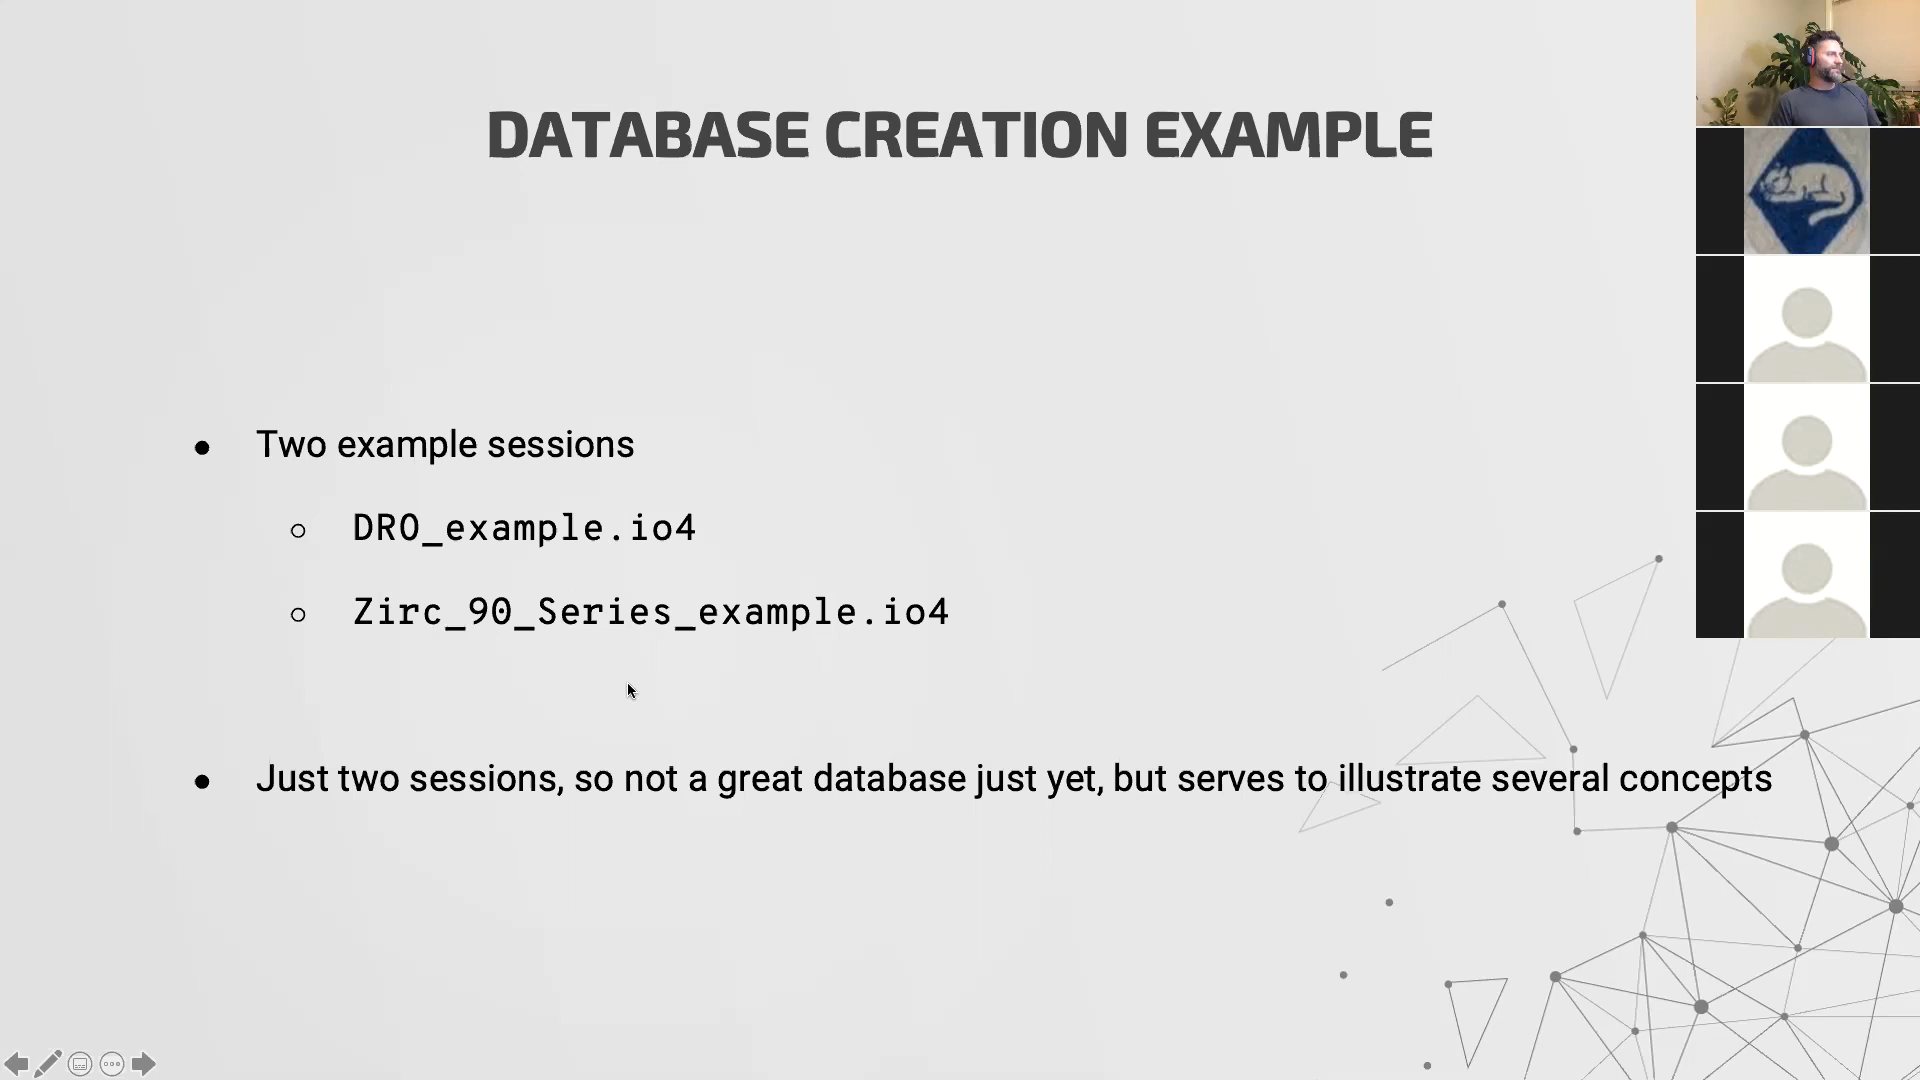 DATABASE CREATION EXAMPLE
Two example sessions
DRO_example.io4
Zirc_90_Series_example.io4
Just two sessions, so not a great database just yet, but serves to illustrate several concepts